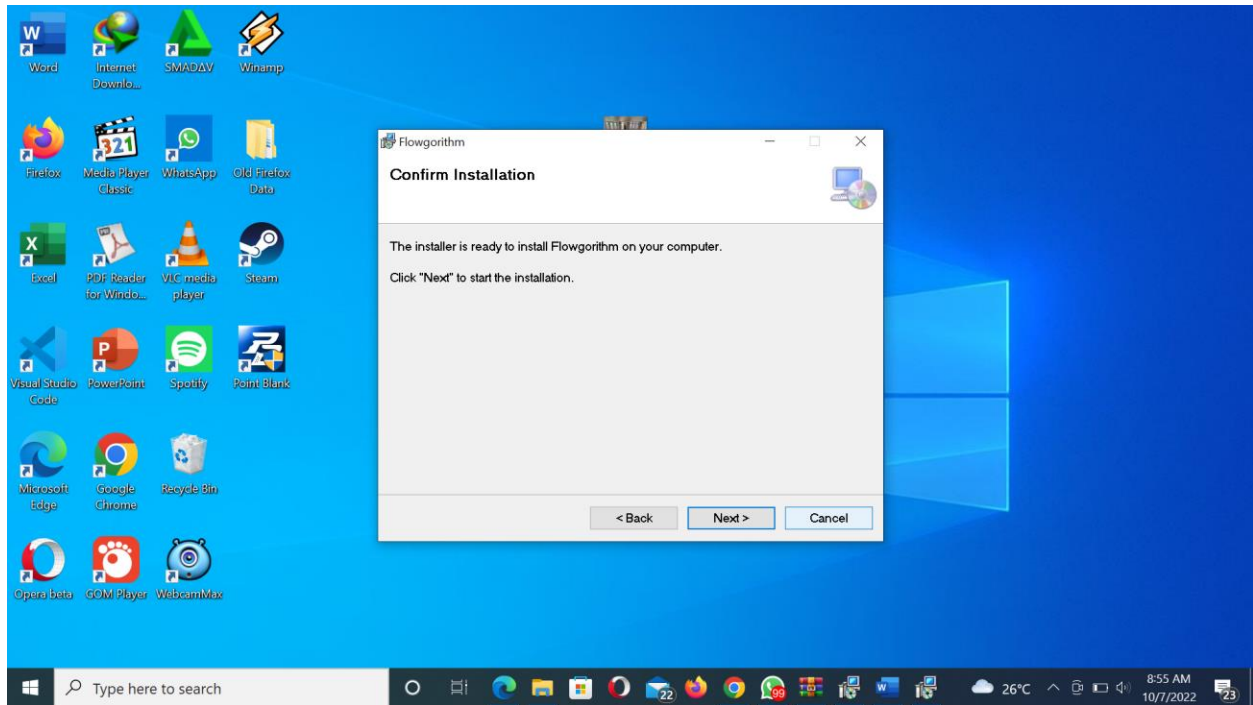 Word
Internet
Downlo...
SMADΔV
Winamp
Firefox
Media Player
Classic
WhatsApp
Old Firefox
Data
321
Excel
PDF Reader
for Windo...
VLC media
player
Steam
Visual Studio
Code
PowerPoint
Spotify
Point Blank
Microsoft
Edge
Google
Chrome
Recycle Bin
Opera beta
GOM Player
WebcamMax
Flowgorithm
Confirm Installation
The installer is ready to install Flowgorithm on your computer.
Click "Next" to start the installation.
< Back
Next >
Cancel
Type here to search
22
99
26°C
8:55 AM
10/7/2022
23